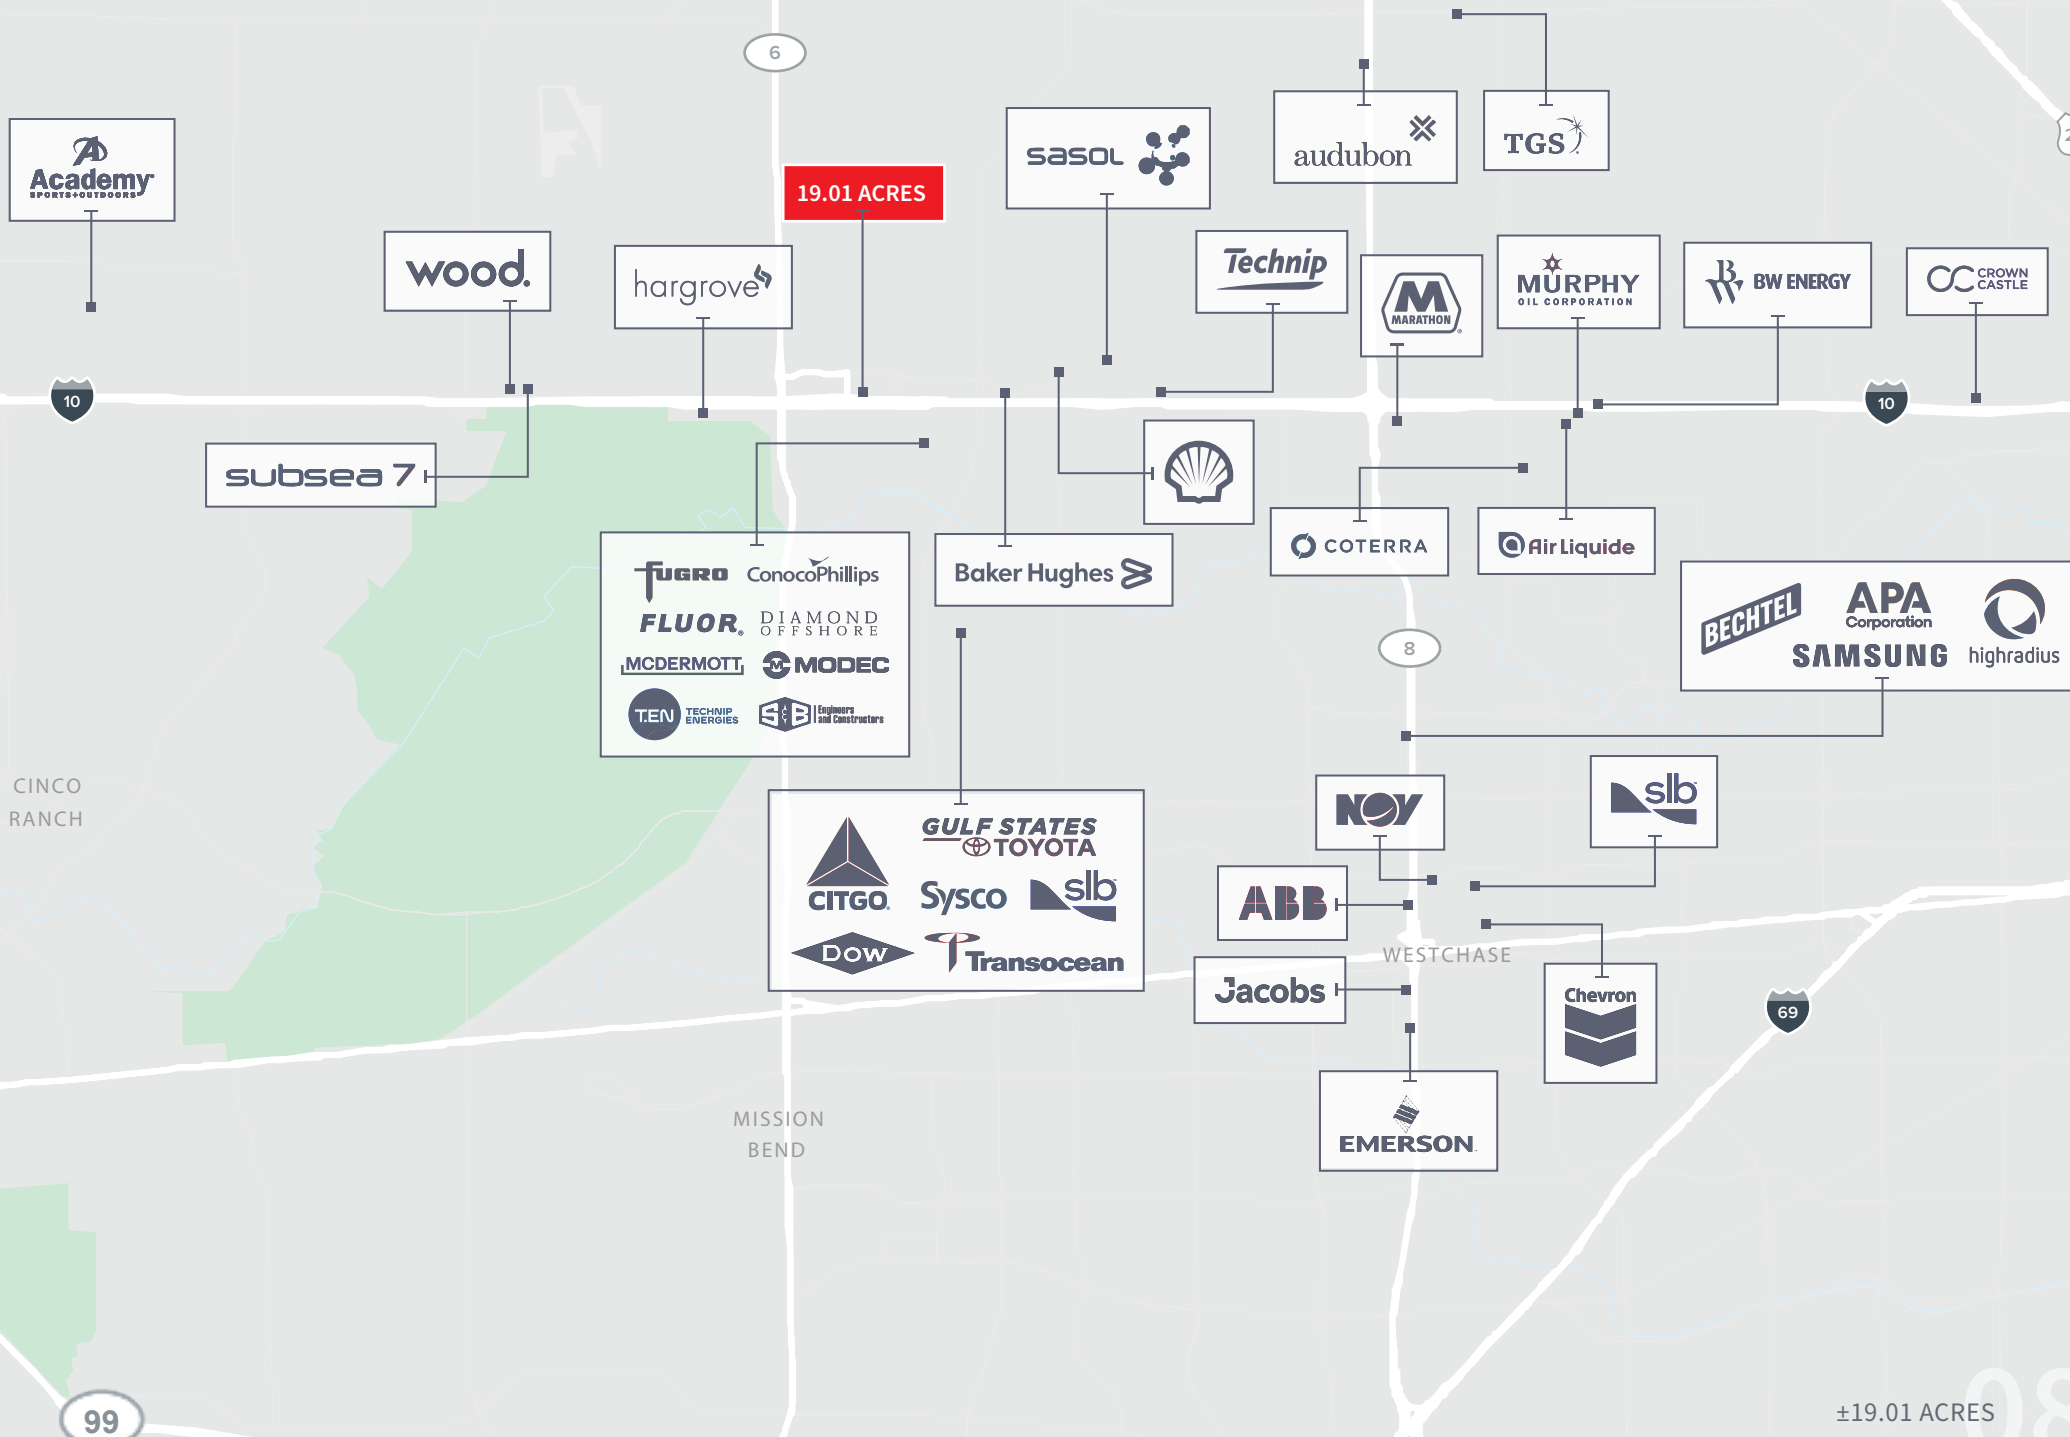 6
Academy
SPORTS+OUTDOORS
19.01 ACRES
sasol
audubon
TGS
wood.
hargrove
Technip
M
MARATHON
MURPHY
OIL CORPORATION
BW ENERGY
CROWN
CASTLE
10
10
subsea 7
COTERRA
Air Liquide
FUGRO
ConocoPhillips
FLUOR
DIAMOND
OFFSHORE
MCDERMOTT
MODEC
T.EN TECHNIP
ENERGIES
S&B Engineers
and Constructors
Baker Hughes
8
BECHTEL
APA
Corporation
SAMSUNG
highradius
CINCO
RANCH
NOV
slb
GULF STATES
TOYOTA
CITGO
Sysco
slb
DOW
Transocean
ABB
WESTCHASE
Jacobs
Chevron
69
EMERSON
MISSION
BEND
99
±19.01 ACRES
08